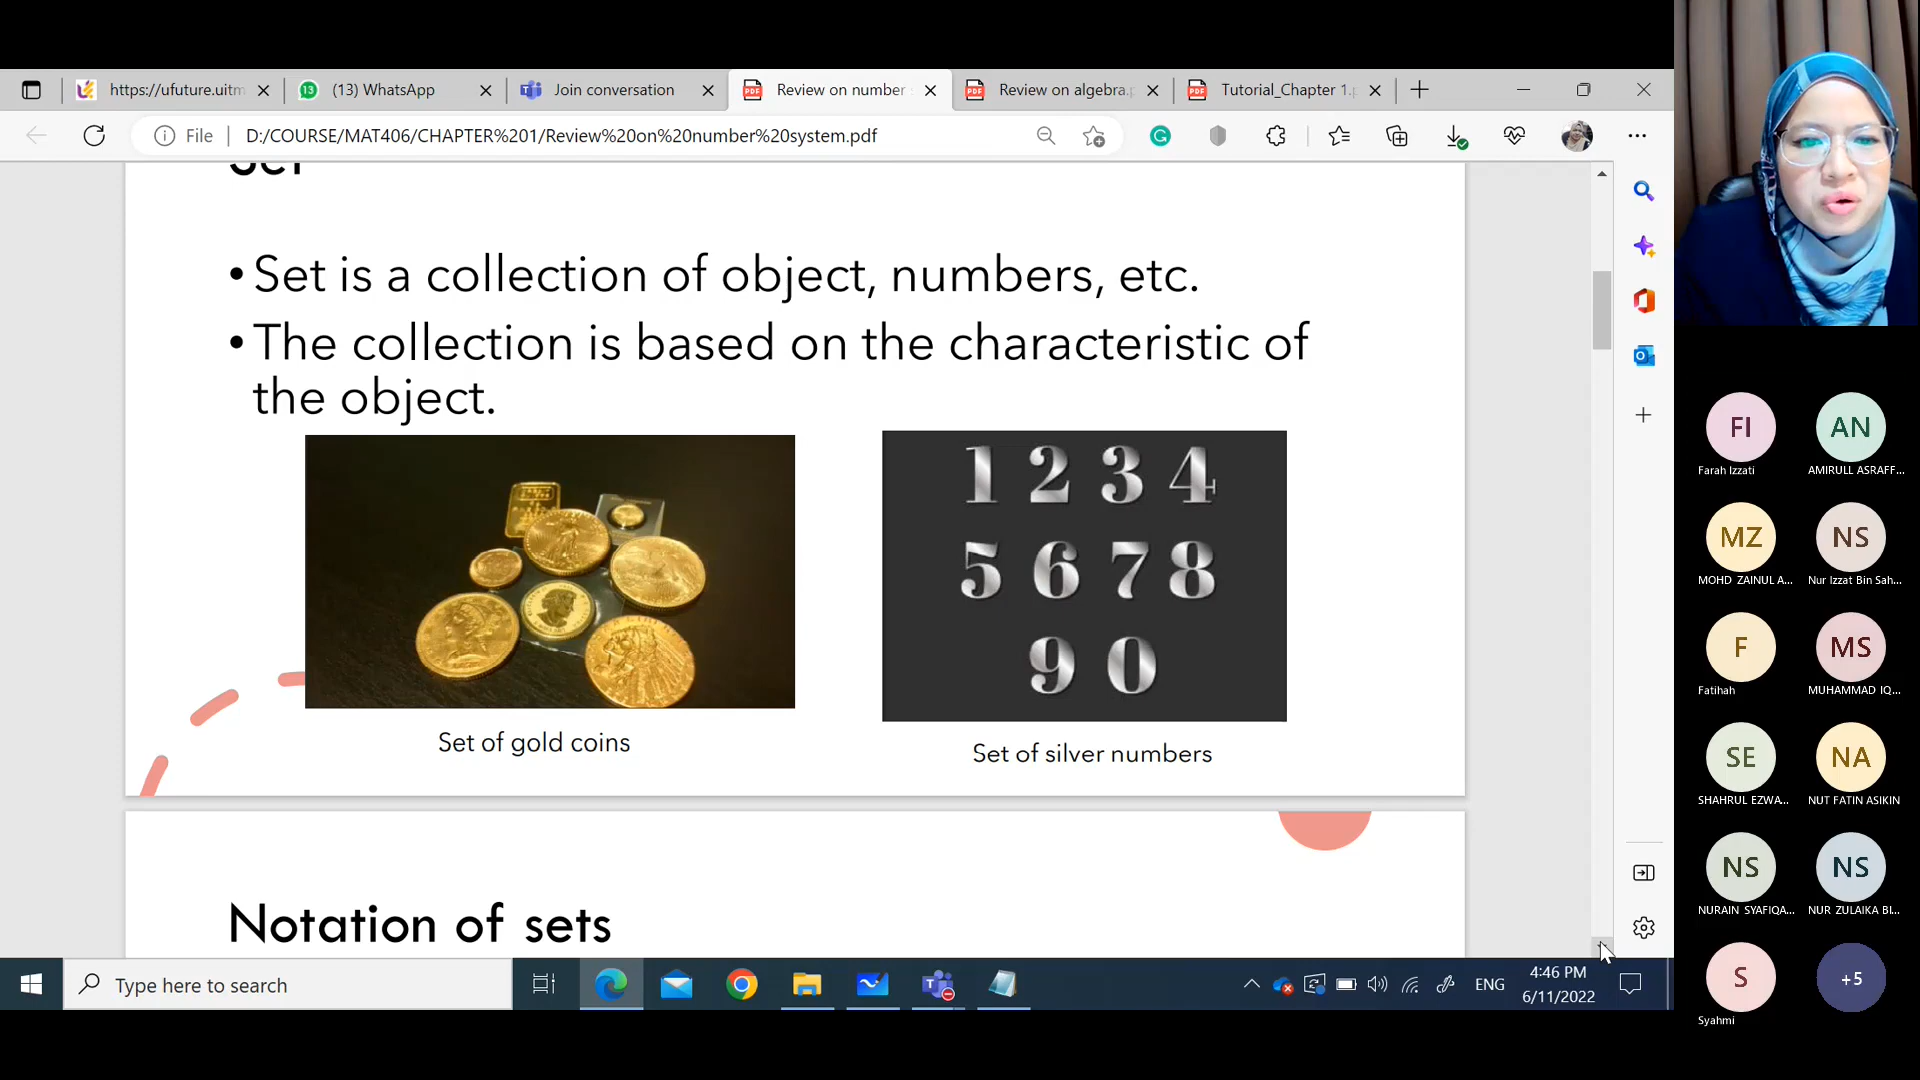 https://ufuture.uitm
(13) WhatsApp
Join conversation
Review on number
Review on algebra.p
Tutorial_Chapter 1.p
File
D:/COURSE/MAT406/CHAPTER%201/Review%20on%20number%20system.pdf
Set
•Set is a collection of object, numbers, etc.
•The collection is based on the characteristic of
the object.
1 2 3 4
5 6 7 8
9 0
Set of gold coins
Set of silver numbers
Notation of sets
FI
AN
Farah Izzati
AMIRULL ASRAFF...
MZ
NS
MOHD ZAINUL A...
Nur Izzat Bin Sah...
F
MS
Fatihah
MUHAMMAD IQ...
SE
NA
SHAHRUL EZWA...
NUT FATIN ASIKIN
NS
NS
NURAIN SYAFIQA...
NUR ZULAIKA BI...
S
+5
Syahmi
Type here to search
ENG
4:46 PM
6/11/2022